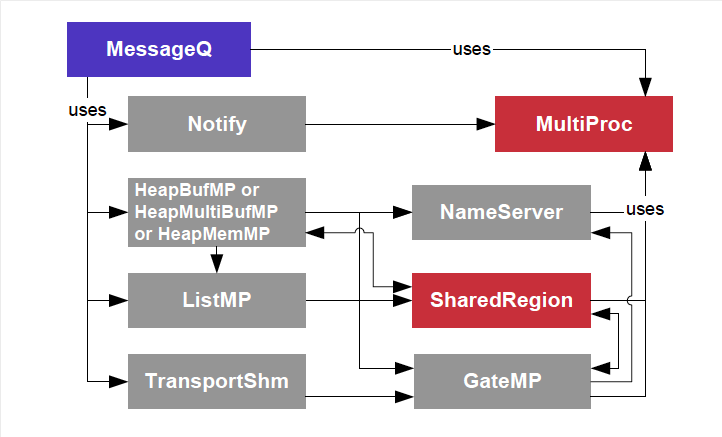 MessageQ
uses
uses
Notify
MultiProc
HeapBufMP or
HeapMultiBufMP
or HeapMemMP
NameServer
uses
ListMP
SharedRegion
TransportShm
GateMP